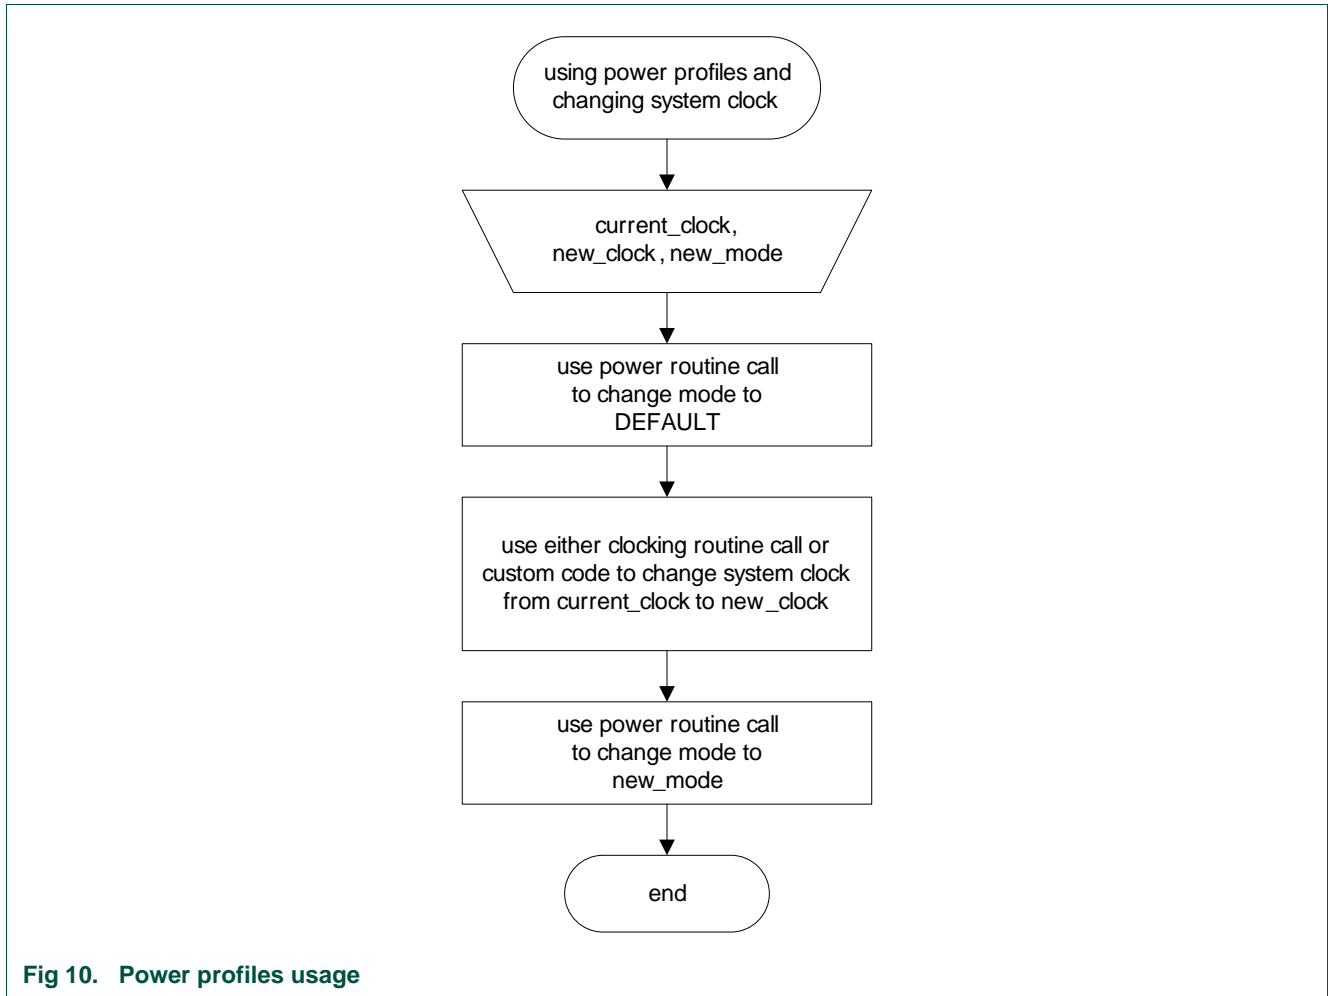 using power profiles and
changing system clock
current_clock,
new_clock, new_mode
use power routine call
to change mode to
DEFAULT
use either clocking routine call or
custom code to change system clock
from current_clock to new_clock
use power routine call
to change mode to
new_mode
end
Fig 10. Power profiles usage